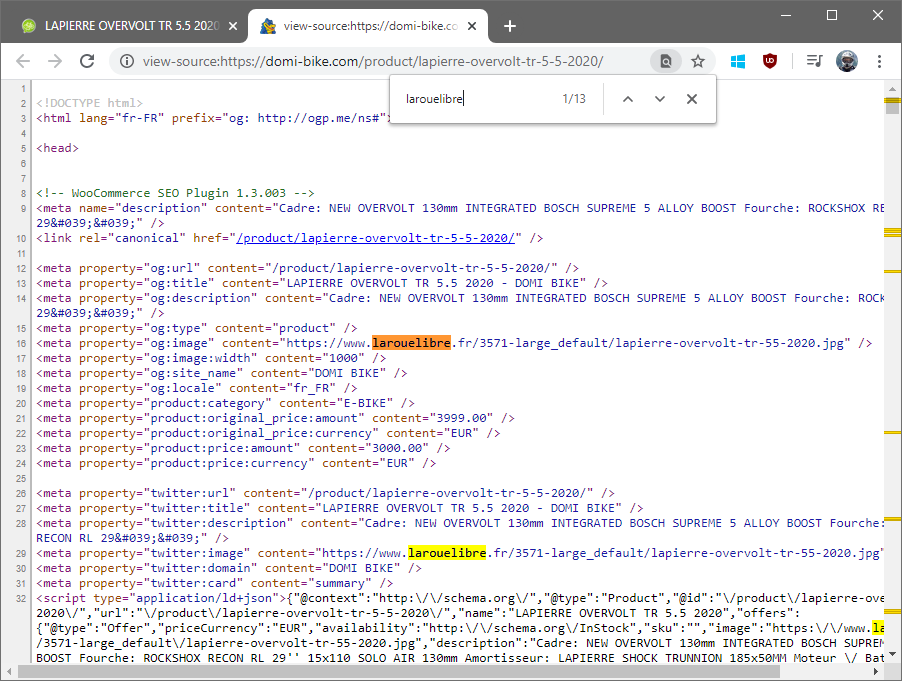 LAPIERRE OVERVOLT TR 5.5 2020
view-source:https://domi-bike.co
view-source:https://domi-bike.com/product/lapierre-overvolt-tr-5-5-2020/
larouelibre 1/13
1
2 <!DOCTYPE html>
3 <html lang="fr-FR" prefix="og: http://ogp.me/ns#">
4
5 <head>
6
7
8 <!-- WooCommerce SEO Plugin 1.3.003 -->
9 <meta name="description" content="Cadre: NEW OVERVOLT 130mm INTEGRATED BOSCH SUPREME 5 ALLOY BOOST Fourche: ROCKSHOX RE
29&#039;&#039;" />
10 <link rel="canonical" href="/product/lapierre-overvolt-tr-5-5-2020/" />
11
12 <meta property="og:url" content="/product/lapierre-overvolt-tr-5-5-2020/" />
13 <meta property="og:title" content="LAPIERRE OVERVOLT TR 5.5 2020 - DOMI BIKE" />
14 <meta property="og:description" content="Cadre: NEW OVERVOLT 130mm INTEGRATED BOSCH SUPREME 5 ALLOY BOOST Fourche: ROCKS
29&#039;&#039;" />
15 <meta property="og:type" content="product" />
16 <meta property="og:image" content="https://www.larouelibre.fr/3571-large_default/lapierre-overvolt-tr-55-2020.jpg" />
17 <meta property="og:image:width" content="1000" />
18 <meta property="og:site_name" content="DOMI BIKE" />
19 <meta property="og:locale" content="fr_FR" />
20 <meta property="product:category" content="E-BIKE" />
21 <meta property="product:original_price:amount" content="3999.00" />
22 <meta property="product:original_price:currency" content="EUR" />
23 <meta property="product:price:amount" content="3000.00" />
24 <meta property="product:price:currency" content="EUR" />
25
26 <meta property="twitter:url" content="/product/lapierre-overvolt-tr-5-5-2020/" />
27 <meta property="twitter:title" content="LAPIERRE OVERVOLT TR 5.5 2020 - DOMI BIKE" />
28 <meta property="twitter:description" content="Cadre: NEW OVERVOLT 130mm INTEGRATED BOSCH SUPREME 5 ALLOY BOOST Fourche:
RECON RL 29&#039;&#039;" />
29 <meta property="twitter:image" content="https://www.larouelibre.fr/3571-large_default/lapierre-overvolt-tr-55-2020.jpg"
30 <meta property="twitter:domain" content="DOMI BIKE" />
31 <meta property="twitter:card" content="summary" />
32 <script type="application/ld+json">{"@context":"http:\/\/schema.org\/","@type":"Product","@id":"\/product\/lapierre-ove
2020\/","url":"\/product\/lapierre-overvolt-tr-5-5-2020\/","name":"LAPIERRE OVERVOLT TR 5.5 2020","offers":
{"@type":"Offer","priceCurrency":"EUR","availability":"http:\/\/schema.org\/InStock","sku":"","image":"https:\/\/www.la
/3571-large_default\/lapierre-overvolt-tr-55-2020.jpg","description":"Cadre: NEW OVERVOLT 130mm INTEGRATED BOSCH SUPREM
BOOST Fourche: ROCKSHOX RECON RL 29'' 15x110 SOLO AIR 130mm Amortisseur: LAPIERRE SHOCK TRUNNION 185x50MM Moteur \/ Bat